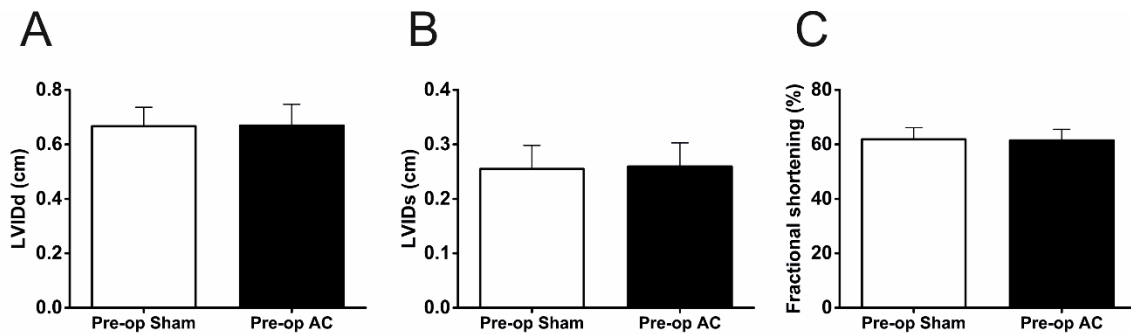 A
B
C
LVIDd (cm)
0.8
0.6
0.4
0.2
0.0
Pre-op Sham
Pre-op AC
LVIDs (cm)
0.4
0.3
0.2
0.1
0.0
Pre-op Sham
Pre-op AC
Fractional shortening (%)
80
60
40
20
0
Pre-op Sham
Pre-op AC